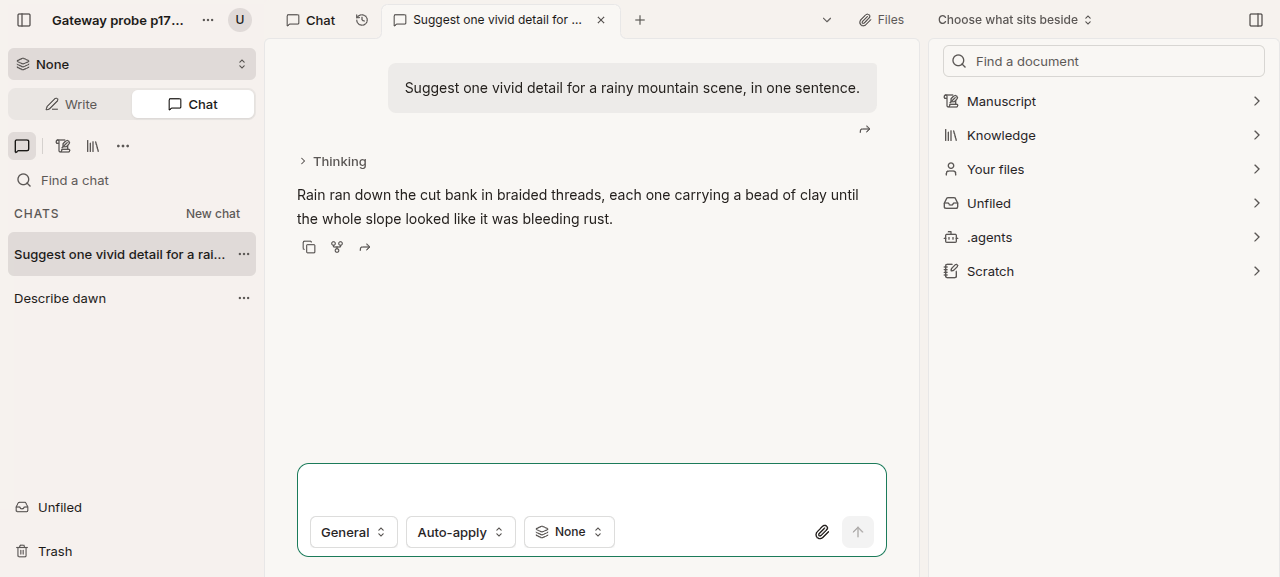 Gateway probe p17...
U
None
Write
Chat
Find a chat
CHATS
New chat
Suggest one vivid detail for a rai...
Describe dawn
Unfiled
Trash
Chat
Suggest one vivid detail for ...
Files
Suggest one vivid detail for a rainy mountain scene, in one sentence.
Thinking
Rain ran down the cut bank in braided threads, each one carrying a bead of clay until
the whole slope looked like it was bleeding rust.
General
Auto-apply
None
Choose what sits beside
Find a document
Manuscript
Knowledge
Your files
Unfiled
.agents
Scratch